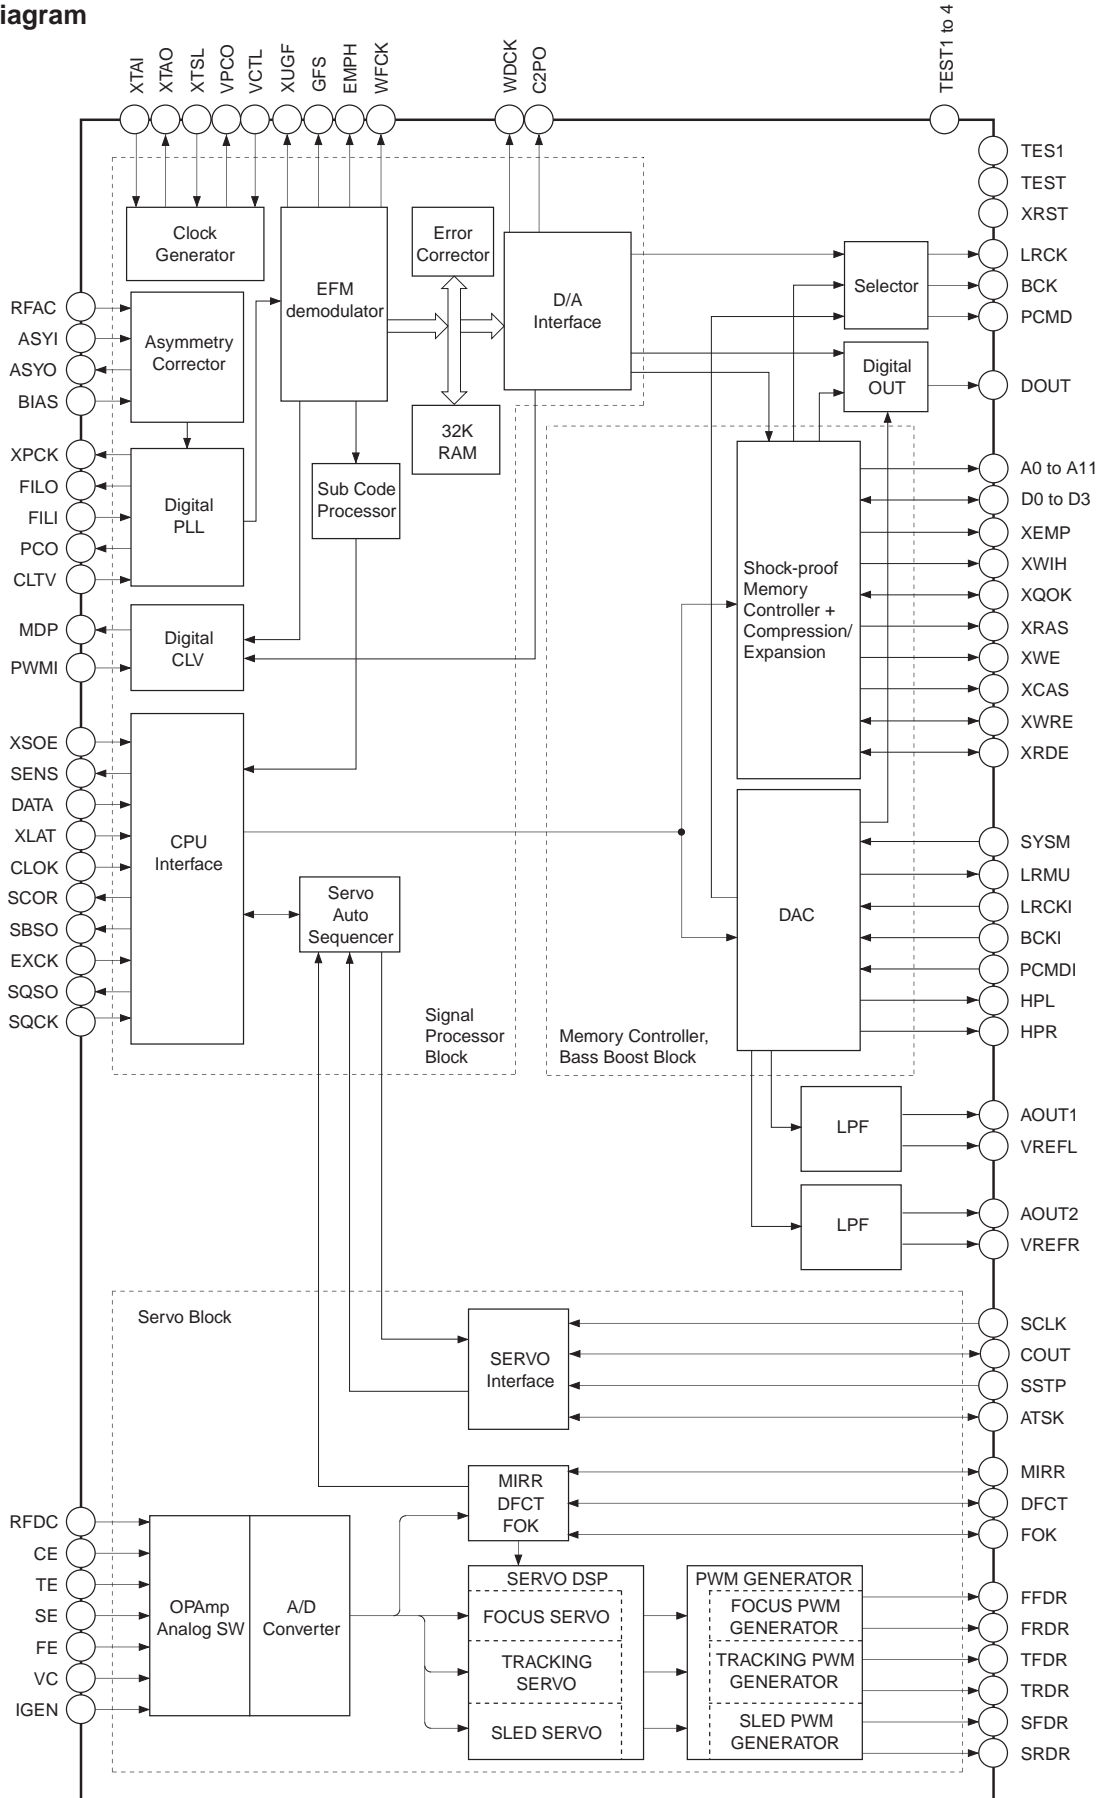 iagram
XTAI
XTAO
XTSL
VPCO
VCTL
XUGF
GFS
EMPH
WFCK
WDCK
C2PO
TEST1 to 4
TES1
TEST
XRST
LRCK
BCK
PCMD
DOUT
A0 to A11
D0 to D3
XEMP
XWIH
XQOK
XRAS
XWE
XCAS
XWRE
XRDE
SYSM
LRMU
LRCKI
BCKI
PCMDI
HPL
HPR
AOUT1
VREFL
AOUT2
VREFR
SCLK
COUT
SSTP
ATSK
MIRR
DFCT
FOK
FFDR
FRDR
TFDR
TRDR
SFDR
SRDR
RFAC
ASYI
ASYO
BIAS
XPCK
FILO
FILI
PCO
CLTV
MDP
PWMI
XSOE
SENS
DATA
XLAT
CLOK
SCOR
SBSO
EXCK
SQSO
SQCK
RFDC
CE
TE
SE
FE
VC
IGEN
Clock
Generator
Asymmetry
Corrector
Digital
PLL
Digital
CLV
CPU
Interface
EFM
demodulator
Sub Code
Processor
Error
Corrector
32K
RAM
D/A
Interface
Servo
Auto
Sequencer
Signal
Processor
Block
Selector
Digital
OUT
Shock-proof
Memory
Controller +
Compression/
Expansion
DAC
Memory Controller,
Bass Boost Block
LPF
LPF
Servo Block
SERVO
Interface
MIRR
DFCT
FOK
OPAmp
Analog SW
A/D
Converter
SERVO DSP
FOCUS SERVO
TRACKING
SERVO
SLED SERVO
PWM GENERATOR
FOCUS PWM
GENERATOR
TRACKING PWM
GENERATOR
SLED PWM
GENERATOR